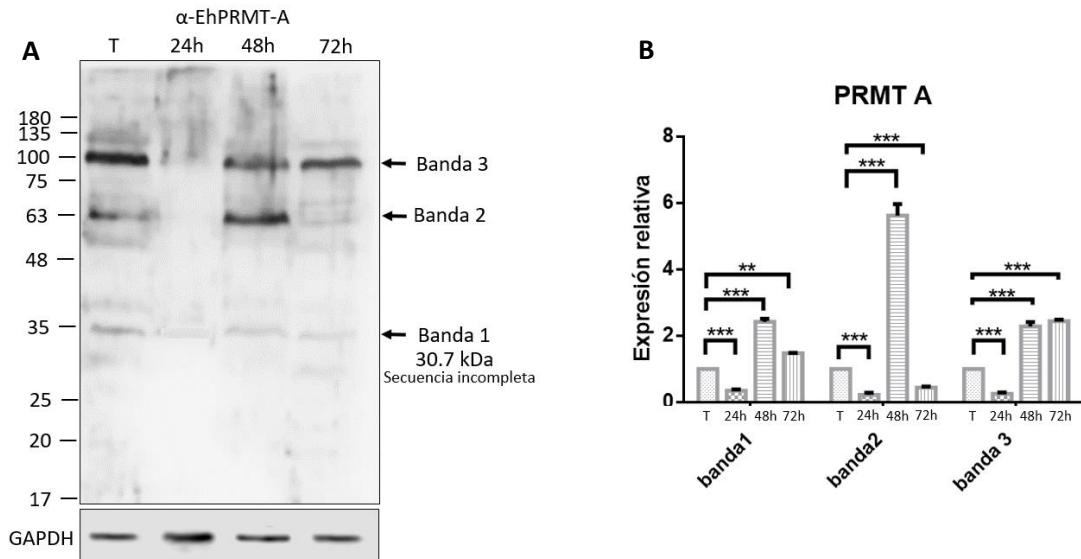 α-EhPRMT-A
A
T 24h 48h 72h
180
135
100
75
63
48
35
25
20
17
Banda 3
Banda 2
Banda 1
30.7 kDa
Secuencia incompleta
GAPDH
B
PRMT A
Expresión relativa
8
6
4
2
0
***
**
***
***
***
***
***
***
***
***
T 24h 48h 72h T 24h 48h 72h T 24h 48h 72h
banda1 banda2 banda 3